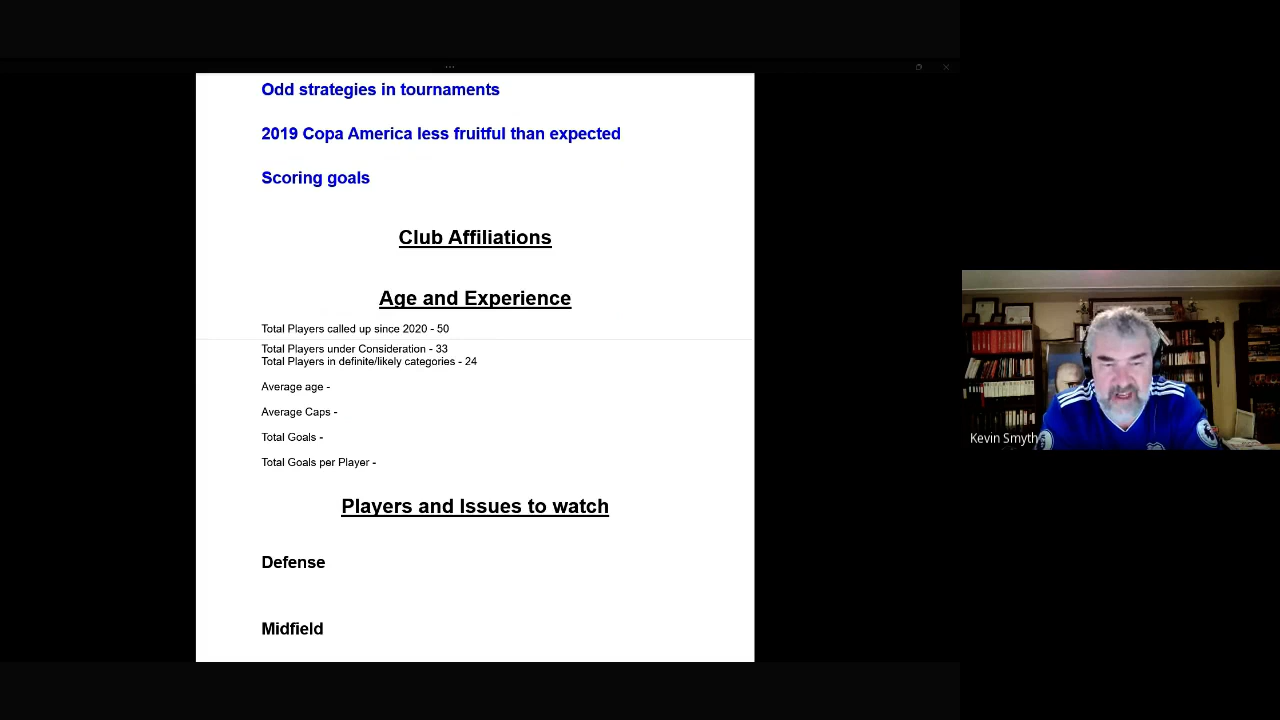 Odd strategies in tournaments
2019 Copa America less fruitful than expected
Scoring goals
Club Affiliations
Age and Experience
Total Players called up since 2020 - 50
Total Players under Consideration - 33
Total Players in definite/likely categories - 24
Average age -
Average Caps -
Total Goals -
Total Goals per Player -
Players and Issues to watch
Defense
Midfield
Kevin Smyth